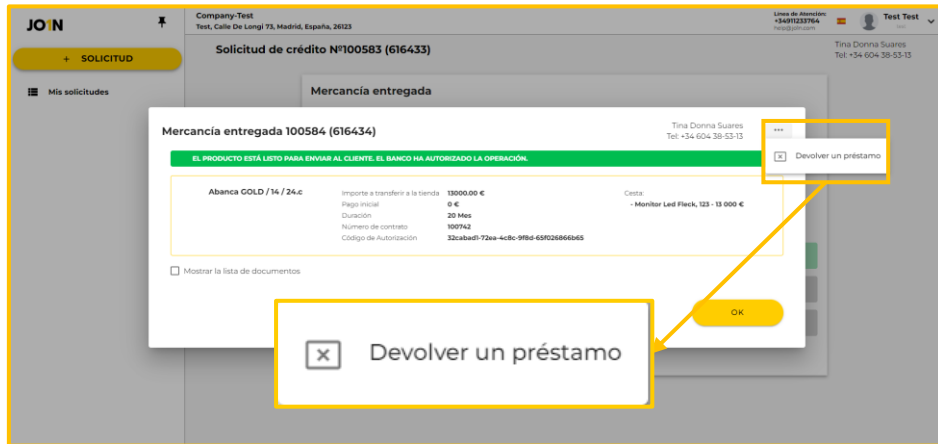 JO1N
Company-Test
Test, Calle De Longi 73, Madrid, España, 26123
Línea de Atención:
+34911233764
help@join.com
Test Test
+ SOLICITUD
Mis solicitudes
Solicitud de crédito Nº100583 (616433)
Tina Donna Suares
Tel: +34 604 38-53-13
Mercancía entregada
Mercancía entregada 100584 (616434)
Tina Donna Suares
Tel: +34 604 38-53-13
...
Devolver un préstamo
EL PRODUCTO ESTÁ LISTO PARA ENVIAR AL CLIENTE. EL BANCO HA AUTORIZADO LA OPERACIÓN.
Abanca GOLD / 14 / 24.c
Importe a transferir a la tienda 13000.00 €
Pago inicial 0 €
Duración 20 Mes
Número de contrato 100742
Código de Autorización 32cabad1-72ea-4c8c-9f8d-65f026866b65
Cesta:
- Monitor Led Fleck, 123 - 13 000 €
Mostrar la lista de documentos
OK
Devolver un préstamo